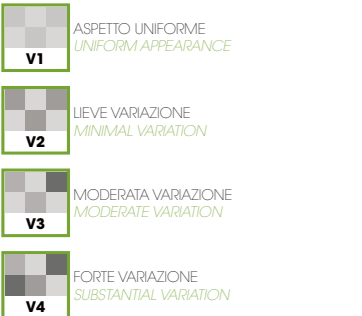 ASPETTO UNIFORME
UNIFORM APPEARANCE
V1
LIEVE VARIAZIONE
MINIMAL VARIATION
V2
MODERATA VARIAZIONE
MODERATE VARIATION
V3
FORTE VARIAZIONE
SUBSTANTIAL VARIATION
V4